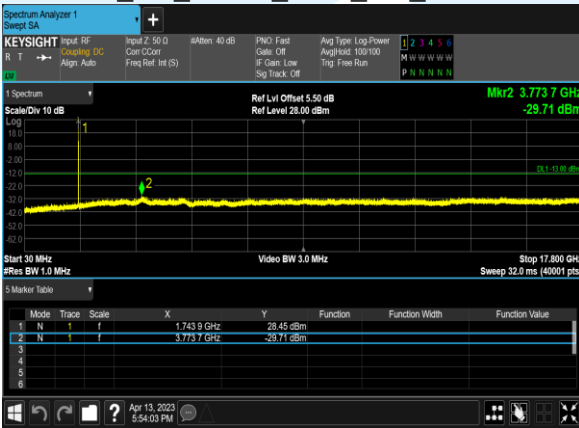 Spectrum Analyzer 1
Swept SA
KEYSIGHT Input: RF Input Z: 50 Ω #Atten: 40 dB PNO: Fast Avg Type: Log-Power 1 2 3 4 5 6
R T Coupling: DC Corr CCorr Gate: Off Avg|Hold: 100/100 M W W W W W
Align: Auto Freq Ref: Int (S) IF Gain: Low Trig: Free Run
Sig Track: Off P N N N N N
1 Spectrum
Scale/Div 10 dB
Ref Lvl Offset 5.50 dB
Ref Level 28.00 dBm
Mkr2 3.773 7 GHz
-29.71 dBm
Log
18.0
8.00
-2.00
-12.0
-22.0
-32.0
-42.0
-52.0
-62.0
1
2
DL1 -13.00 dBm
Start 30 MHz Video BW 3.0 MHz Stop 17.800 GHz
#Res BW 1.0 MHz Sweep 32.0 ms (40001 pts
5 Marker Table
Mode Trace Scale X Y Function Function Width Function Value
1 N 1 f 1.743 9 GHz 28.45 dBm
2 N 1 f 3.773 7 GHz -29.71 dBm
3
4
5
6
? Apr 13, 2023
5:54:03 PM